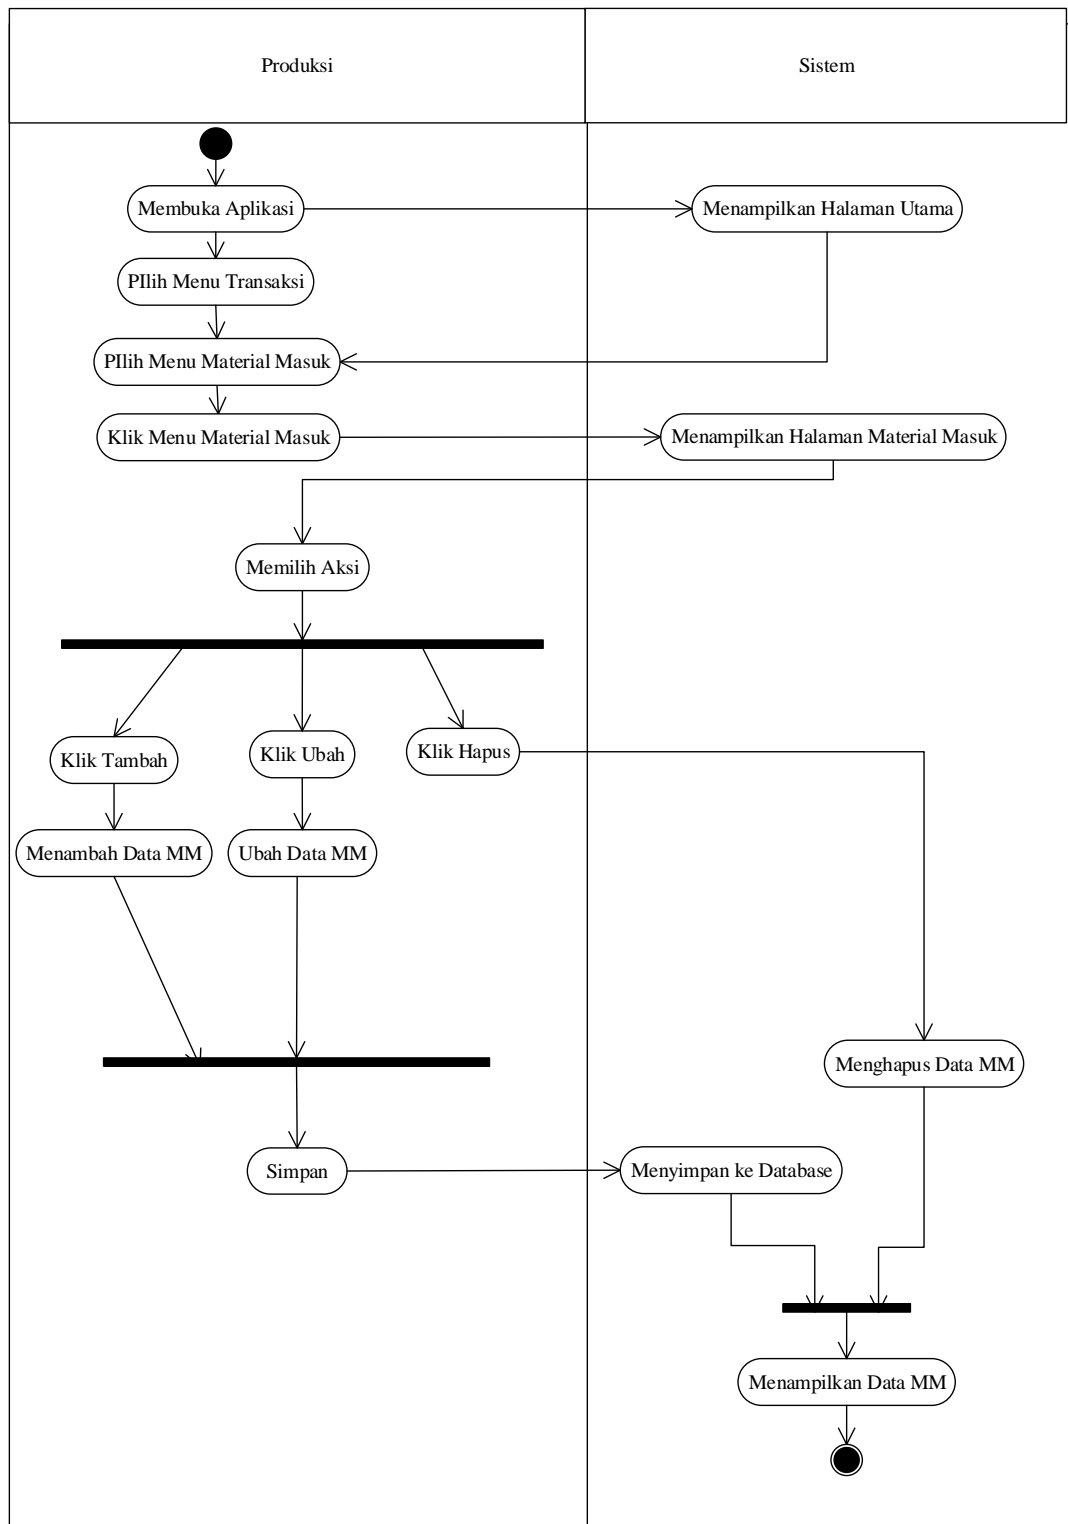 Produksi
Sistem
Membuka Aplikasi
Menampilkan Halaman Utama
PIlih Menu Transaksi
PIlih Menu Material Masuk
Klik Menu Material Masuk
Menampilkan Halaman Material Masuk
Memilih Aksi
Klik Tambah
Klik Ubah
Klik Hapus
Menambah Data MM
Ubah Data MM
Menghapus Data MM
Simpan
Menyimpan ke Database
Menampilkan Data MM